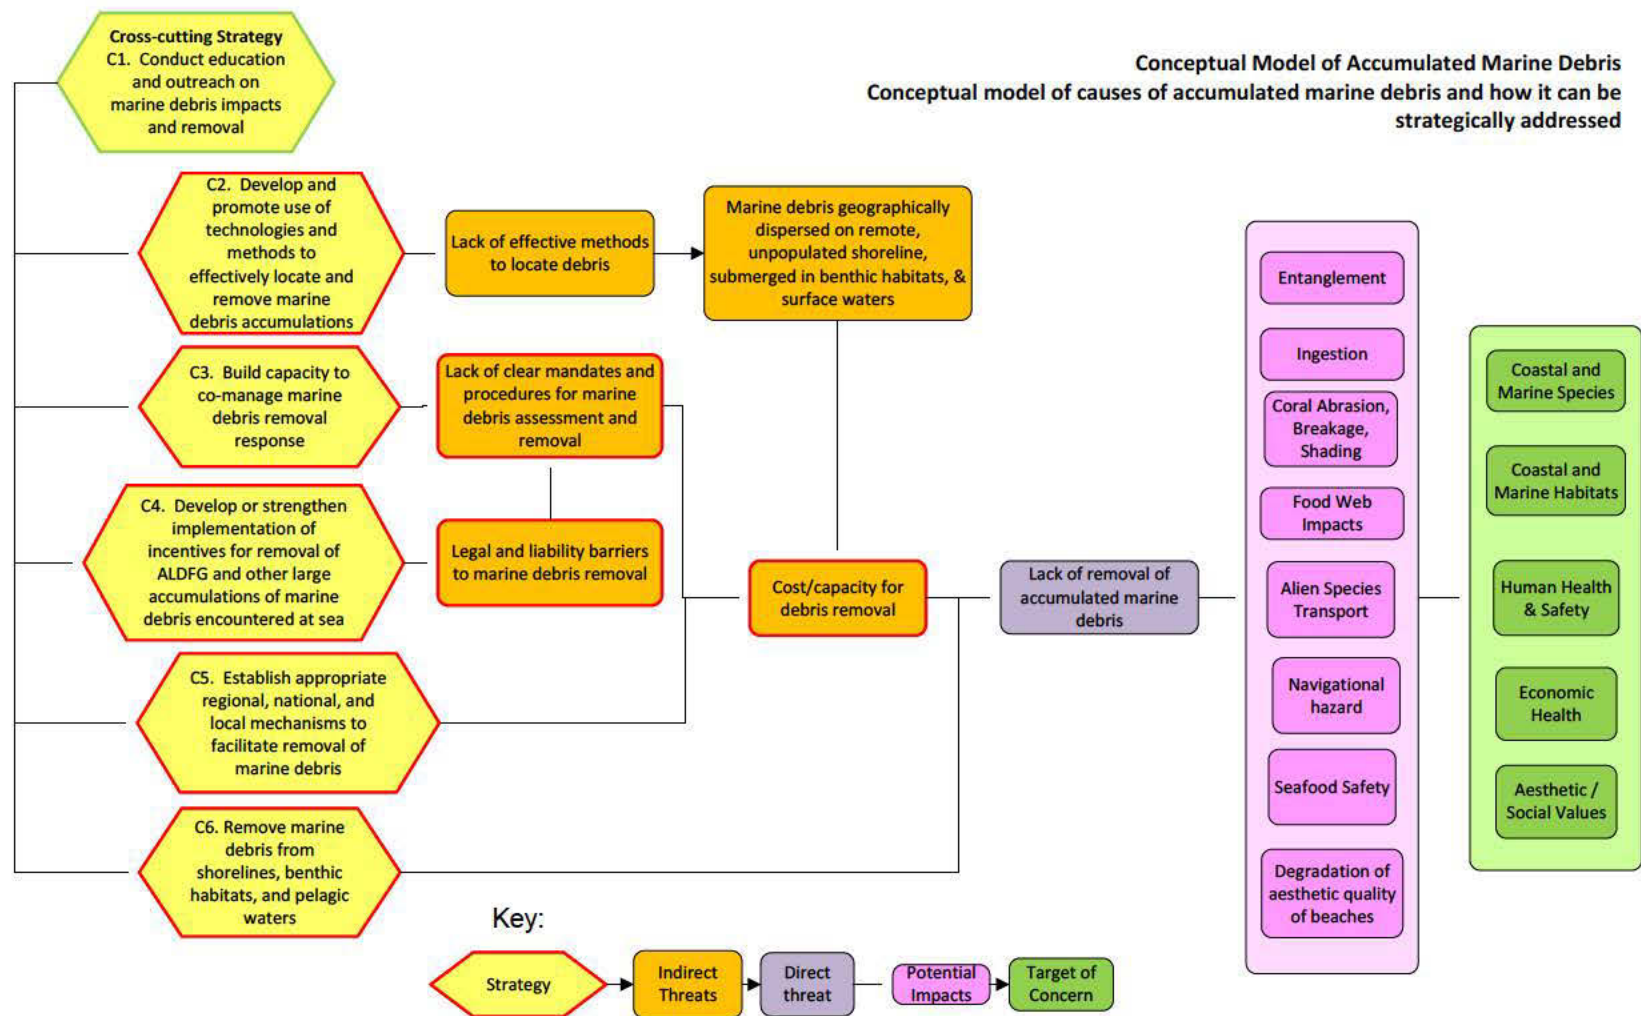 Cross-cutting Strategy
C1. Conduct education
and outreach on
marine debris impacts
and removal
Conceptual Model of Accumulated Marine Debris
Conceptual model of causes of accumulated marine debris and how it can be
strategically addressed
C2. Develop and
promote use of
technologies and
methods to
effectively locate and
remove marine
debris accumulations
Lack of effective methods
to locate debris
Marine debris geographically
dispersed on remote,
unpopulated shoreline,
submerged in benthic habitats, &
surface waters
C3. Build capacity to
co-manage marine
debris removal
response
Lack of clear mandates and
procedures for marine
debris assessment and
removal
C4. Develop or strengthen
implementation of
incentives for removal of
ALDFG and other large
accumulations of marine
debris encountered at sea
Legal and liability barriers
to marine debris removal
Cost/capacity for
debris removal
Lack of removal of
accumulated marine
debris
C5. Establish appropriate
regional, national, and
local mechanisms to
facilitate removal of
marine debris
C6. Remove marine
debris from
shorelines, benthic
habitats, and pelagic
waters
Entanglement
Ingestion
Coral Abrasion,
Breakage,
Shading
Food Web
Impacts
Alien Species
Transport
Navigational
hazard
Seafood Safety
Degradation of
aesthetic quality
of beaches
Coastal and
Marine Species
Coastal and
Marine Habitats
Human Health
& Safety
Economic
Health
Aesthetic /
Social Values
Key:
Strategy
Indirect
Threats
Direct
threat
Potential
Impacts
Target of
Concern